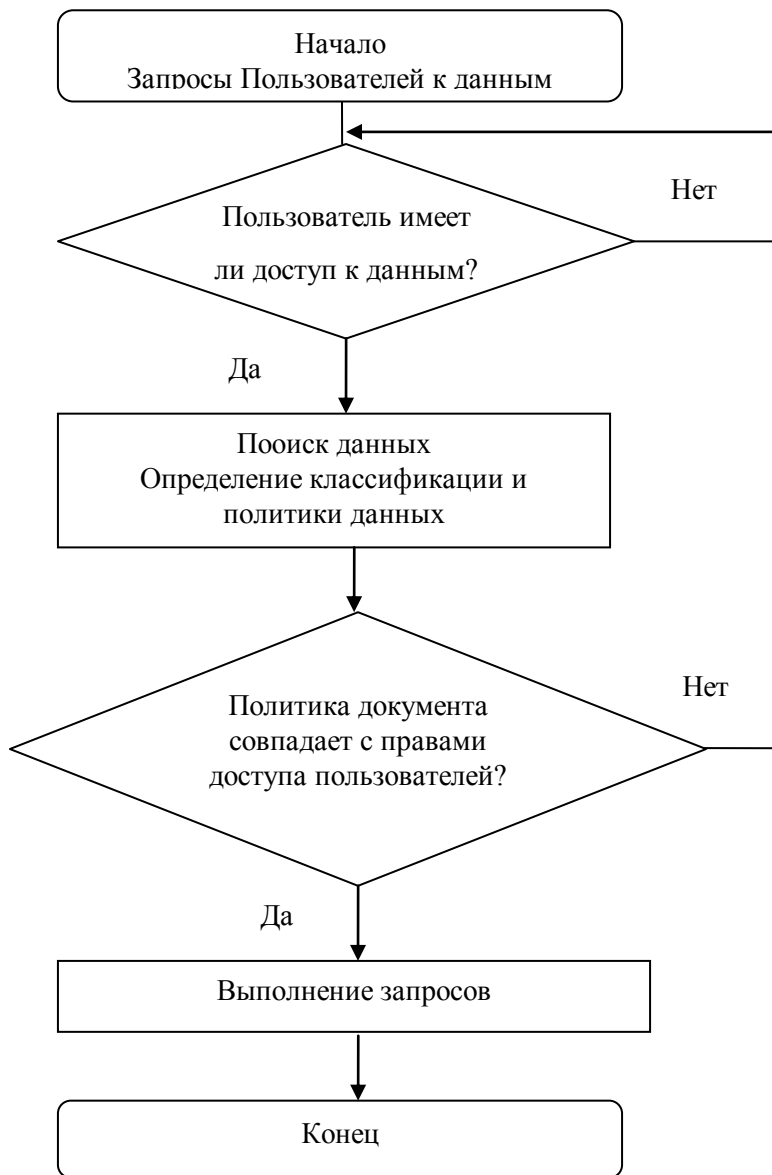 Начало
Запросы Пользователей к данным
Нет
Пользователь имеет
ли доступ к данным?
Да
Пооиск данных
Определение классификации и
политики данных
Нет
Политика документа
совпадает с правами
доступа пользователей?
Да
Выполнение запросов
Конец